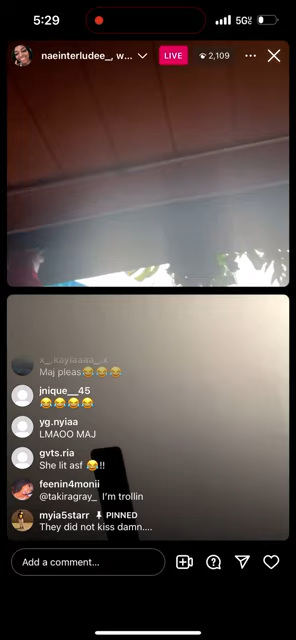 5:29
5G
naeinterludee_, w...
LIVE
2,109
x_.kaylaaaa_.x
Maj pleas😂😂😂
jnique__45
😂😂😂😂
yg.nyiaa
LMAOO MAJ
gvts.ria
She lit asf 😂!!
feenin4monii
@takiragray_ I'm trollin
myia5starr PINNED
They did not kiss damn....
Add a comment...